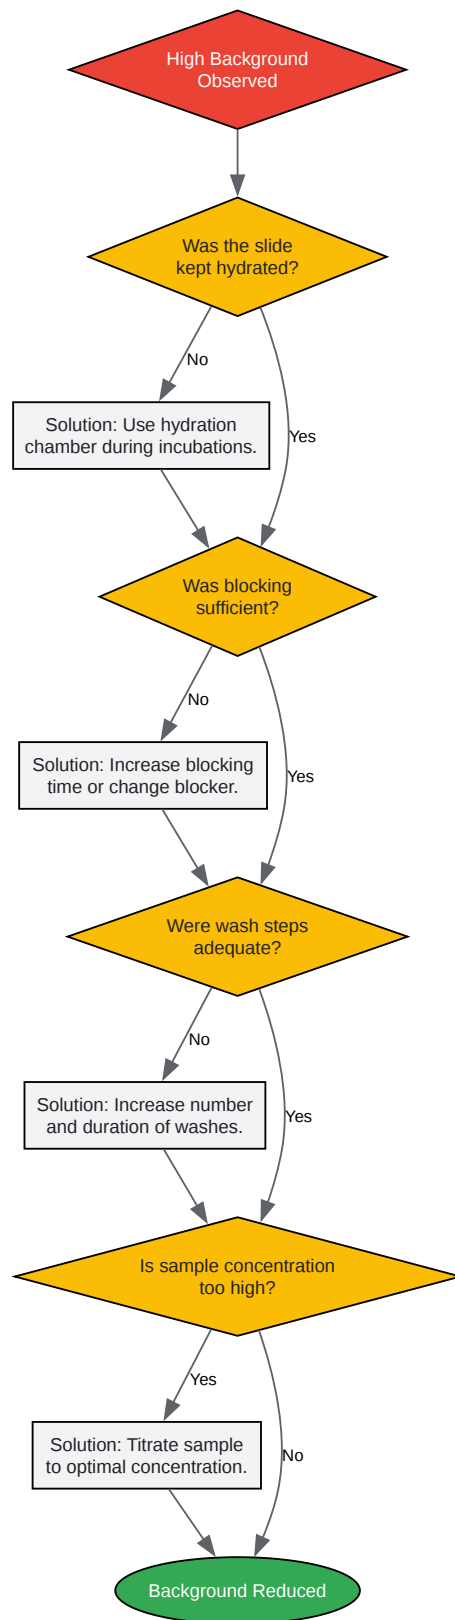 High Background
Observed
Was the slide
kept hydrated?
No
Solution: Use hydration
chamber during incubations.
Yes
Was blocking
sufficient?
No
Solution: Increase blocking
time or change blocker.
Yes
Were wash steps
adequate?
No
Solution: Increase number
and duration of washes.
Yes
Is sample concentration
too high?
Yes
Solution: Titrate sample
to optimal concentration.
No
Background Reduced